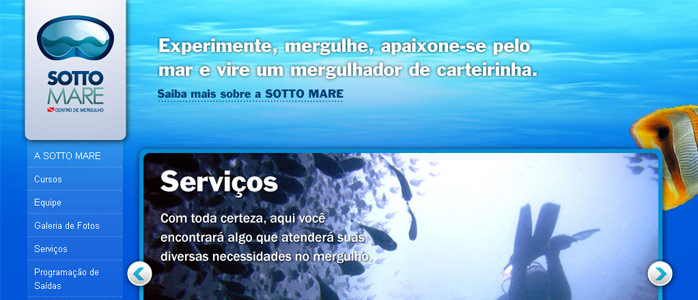 SOTTO
MARE
CENTRO DE MERGULHO
A SOTTO MARE
Cursos
Equipe
Galeria de Fotos
Serviços
Programação de
Saídas
Experimente, mergulhe, apaixone-se pelo
mar e vire um mergulhador de carteirinha.
Saiba mais sobre a SOTTO MARE
Serviços
Com toda certeza, aqui você
encontrará algo que atenderá suas
diversas necessidades no mergulho.